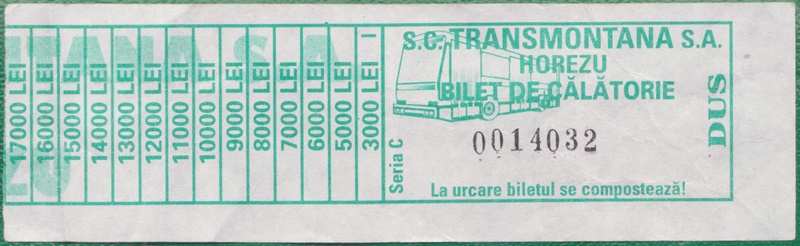 S.C. TRANSMONTANA S.A.
HOREZU
BILET DE CĂLĂTORIE
0014032
La urcare biletul se compostează!
Seria C
DUS
17000 LEI
16000 LEI
15000 LEI
14000 LEI
13000 LEI
12000 LEI
11000 LEI
10000 LEI
9000 LEI
8000 LEI
7000 LEI
6000 LEI
5000 LEI
3000 LEI
TANA S.A.